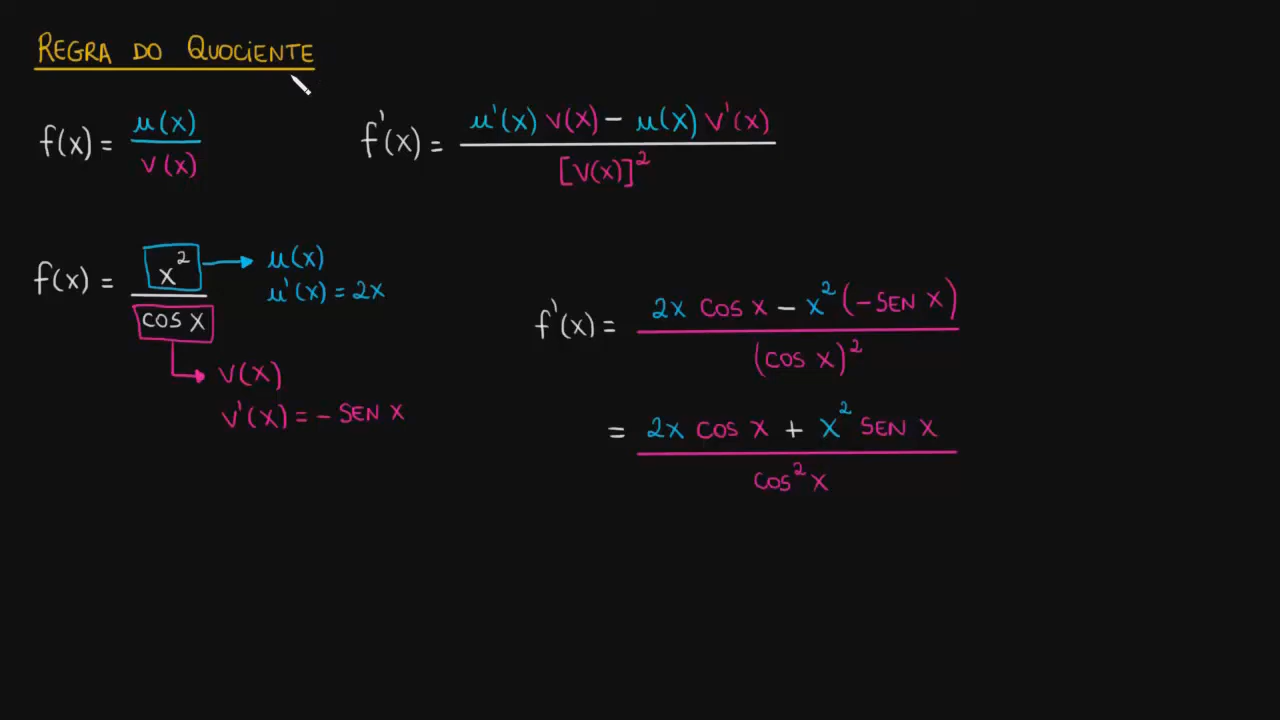 REGRA DO QUOCIENTE
f(x) = u(x) / v(x)
f'(x) = u'(x) v(x) − u(x) v'(x) / [v(x)]²
f(x) = x² / cos x
u(x)
u'(x) = 2x
v(x)
v'(x) = − SEN x
f'(x) = 2x cos x − x² (− SEN x) / (cos x)²
= 2x cos x + x² SEN x / cos² x